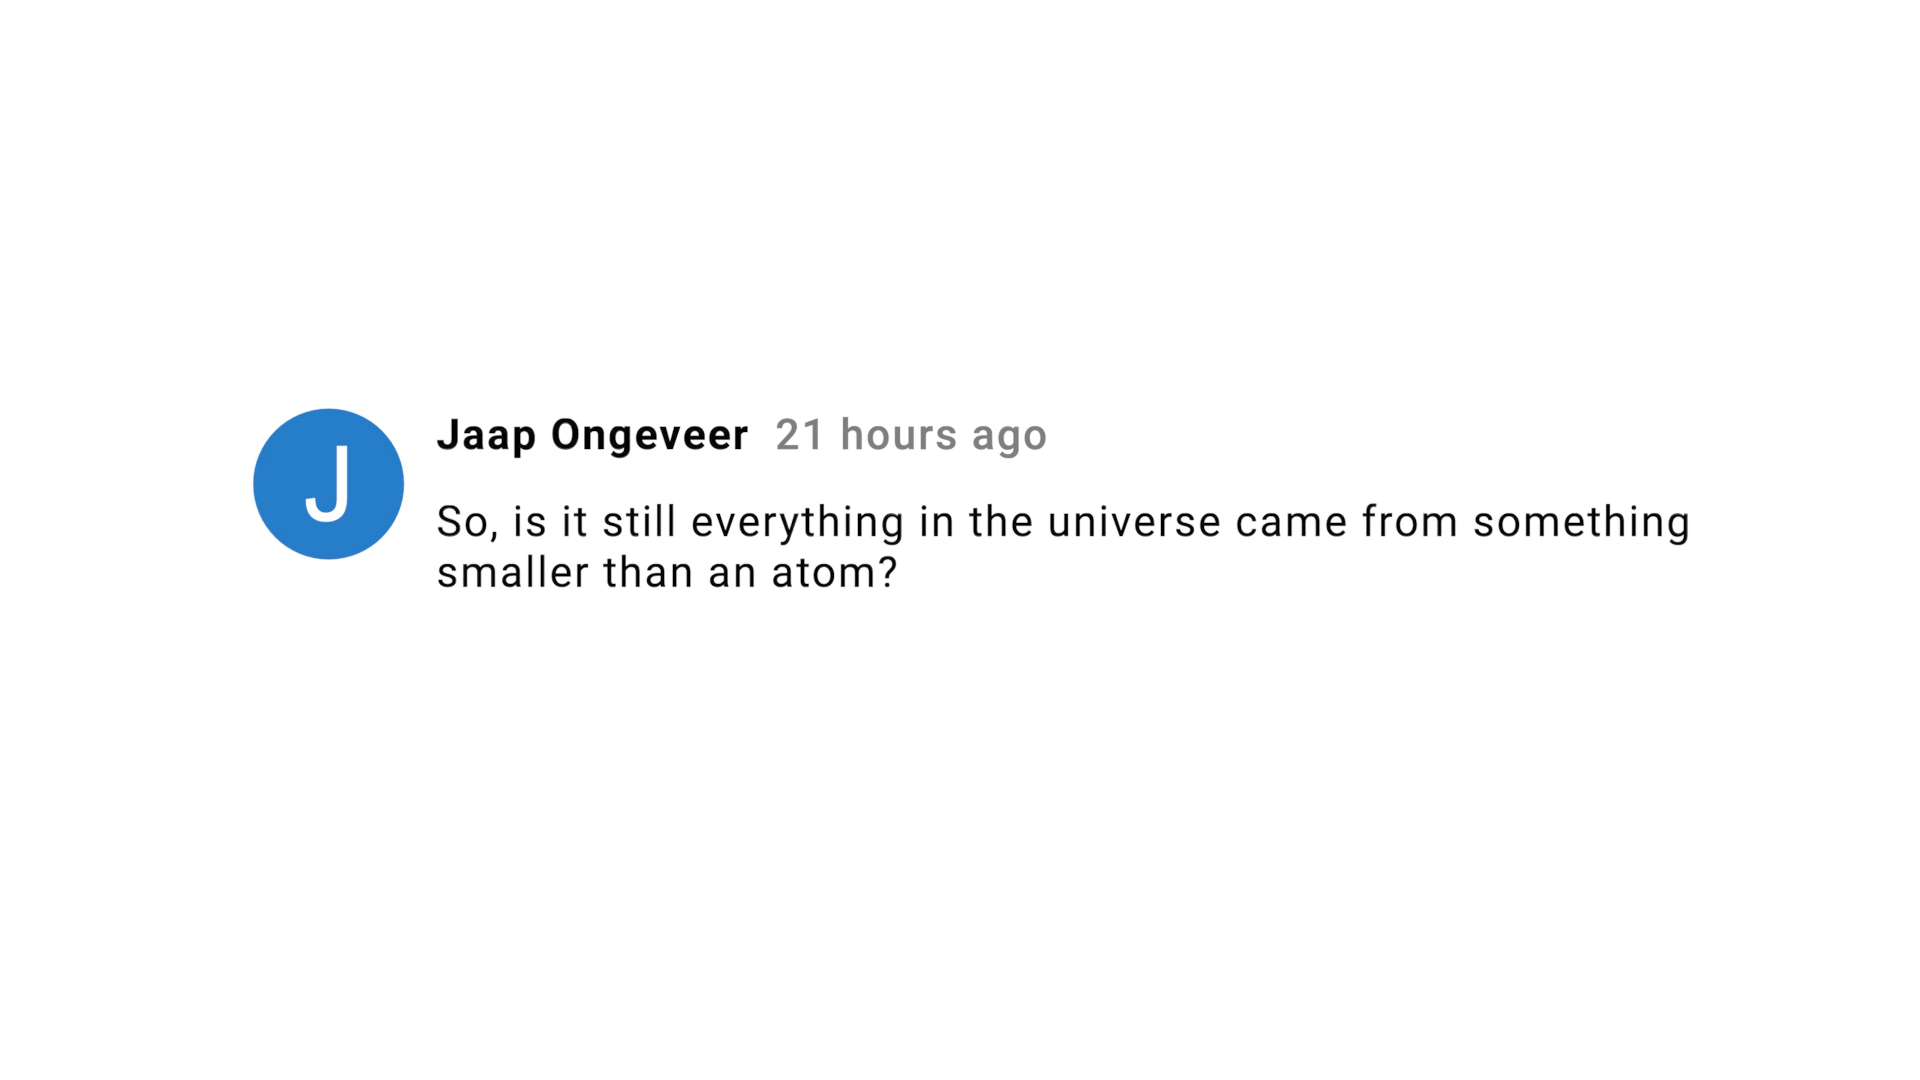 J
Jaap Ongeveer 21 hours ago
So, is it still everything in the universe came from something
smaller than an atom?